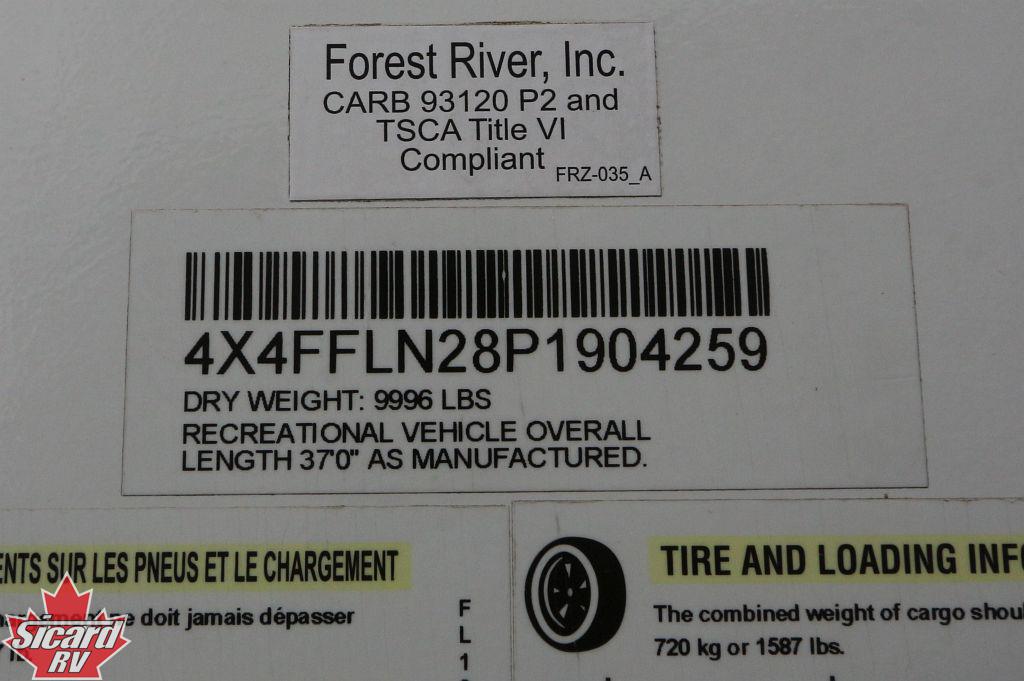 Forest River, Inc.
CARB 93120 P2 and
TSCA Title VI
Compliant
FRZ-035_A
4X4FFLN28P1904259
DRY WEIGHT: 9996 LBS
RECREATIONAL VEHICLE OVERALL
LENGTH 37'0" AS MANUFACTURED.
ENTS SUR LES PNEUS ET LE CHARGEMENT
doit jamais dépasser
F
L
1
TIRE AND LOADING INFO
The combined weight of cargo shou
720 kg or 1587 lbs.
Sicard
RV